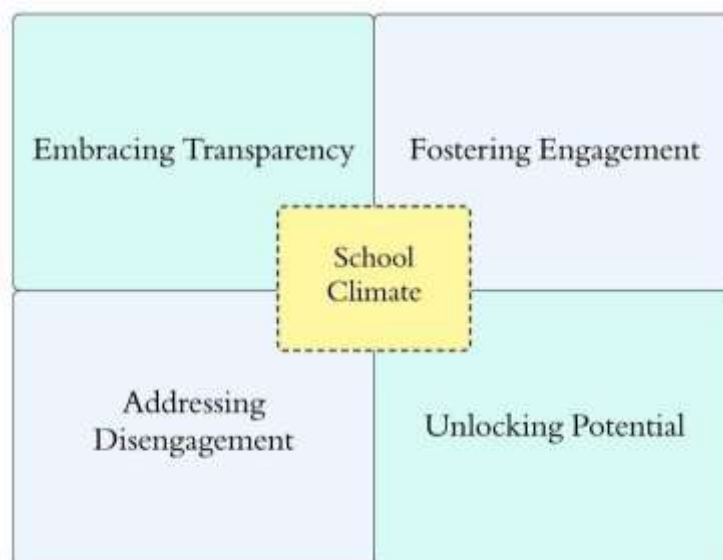 Embracing Transparency
Fostering Engagement
School
Climate
Addressing
Disengagement
Unlocking Potential